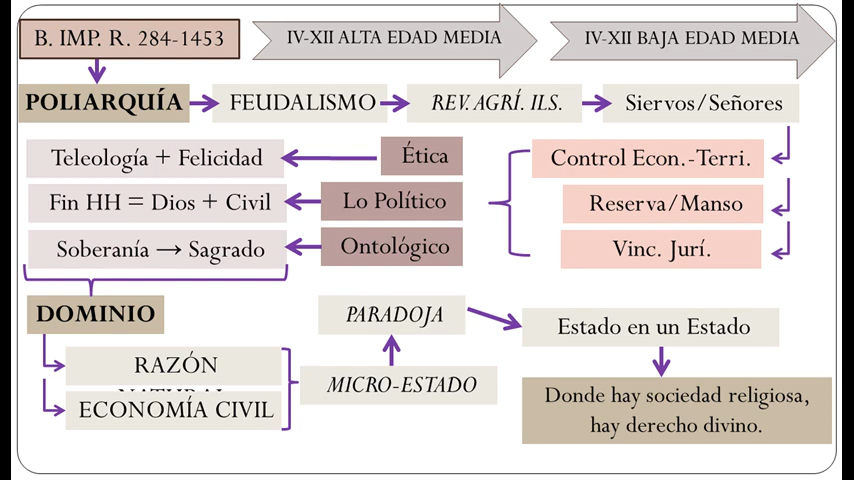 B. IMP. R. 284-1453
IV-XII ALTA EDAD MEDIA
IV-XII BAJA EDAD MEDIA
POLIARQUÍA
FEUDALISMO
REV. AGRÍ. ILS.
Siervos/Señores
Teleología + Felicidad
Ética
Control Econ.-Terri.
Fin HH = Dios + Civil
Lo Político
Reserva/Manso
Soberanía → Sagrado
Ontológico
Vinc. Jurí.
DOMINIO
PARADOJA
Estado en un Estado
RAZÓN
NATURAL
MICRO-ESTADO
ECONOMÍA CIVIL
Donde hay sociedad religiosa,
hay derecho divino.